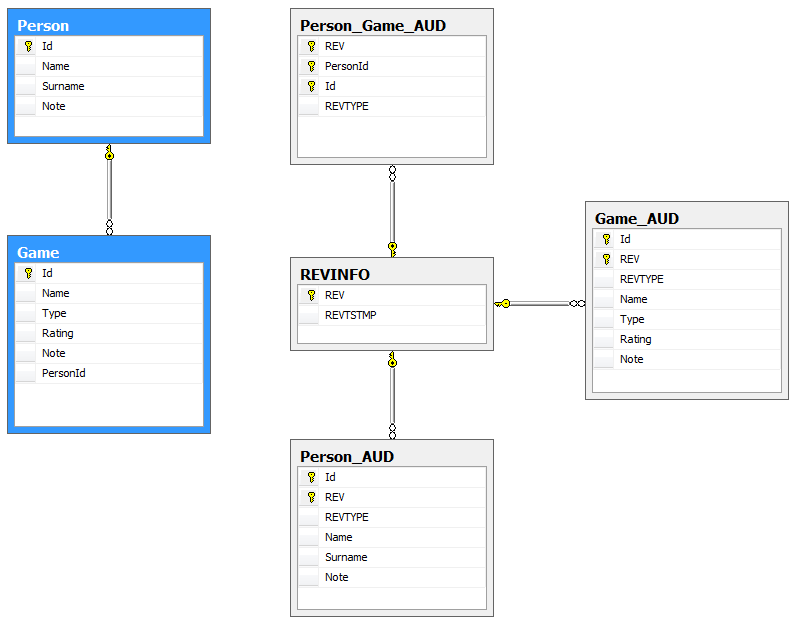 Person
Id
Name
Surname
Note
Game
Id
Name
Type
Rating
Note
PersonId
Person_Game_AUD
REV
PersonId
Id
REVTYPE
REVINFO
REV
REVTSTMP
Person_AUD
Id
REV
REVTYPE
Name
Surname
Note
Game_AUD
Id
REV
REVTYPE
Name
Type
Rating
Note